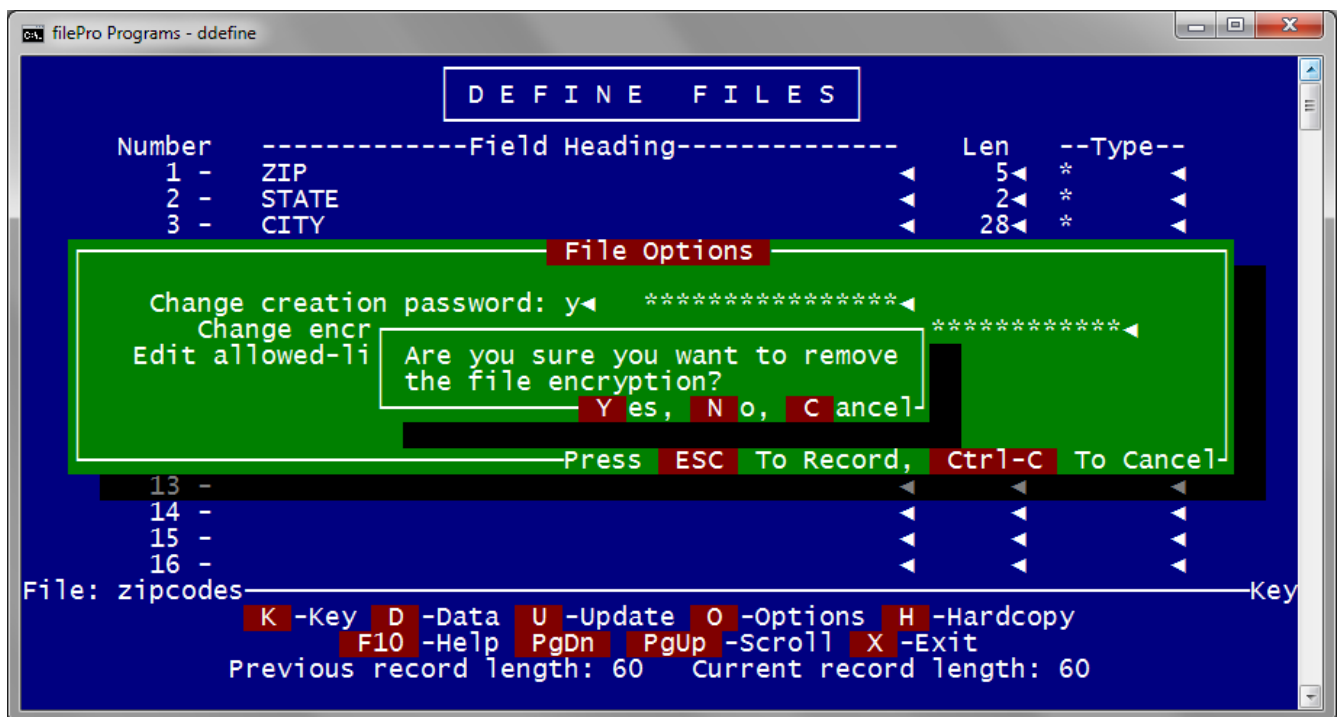 filePro Programs - ddefine
D E F I N E   F I L E S
Number -------------Field Heading-------------- Len --Type--
1 - ZIP 5 *
2 - STATE 2 *
3 - CITY 28 *
File Options
Change creation password: y ****************
Change encr ************
Edit allowed-li
Are you sure you want to remove
the file encryption?
Y es, N o, C ancel
Press ESC To Record, Ctrl-C To Cancel
13 -
14 -
15 -
16 -
File: zipcodes Key
K -Key D -Data U -Update O -Options H -Hardcopy
F10 -Help PgDn PgUp -Scroll X -Exit
Previous record length: 60 Current record length: 60